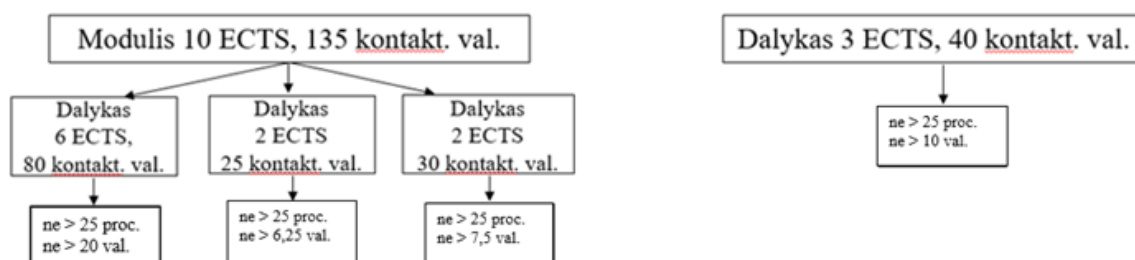 Modulis 10 ECTS, 135 kontakt. val.
Dalykas
6 ECTS,
80 kontakt. val.
ne > 25 proc.
ne > 20 val.
Dalykas
2 ECTS
25 kontakt. val.
ne > 25 proc.
ne > 6,25 val.
Dalykas
2 ECTS
30 kontakt. val.
ne > 25 proc.
ne > 7,5 val.
Dalykas 3 ECTS, 40 kontakt. val.
ne > 25 proc.
ne > 10 val.